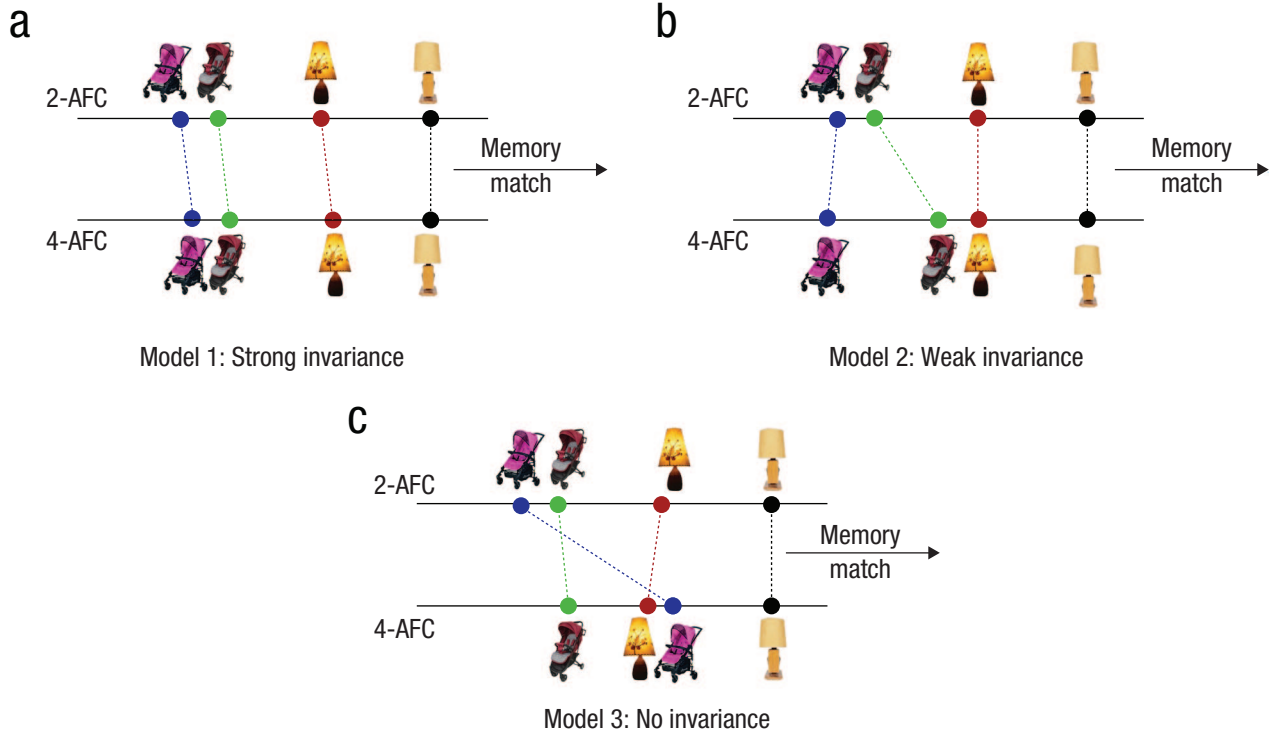 a
2-AFC
Memory
match
4-AFC
Model 1: Strong invariance
b
2-AFC
Memory
match
4-AFC
Model 2: Weak invariance
c
2-AFC
Memory
match
4-AFC
Model 3: No invariance